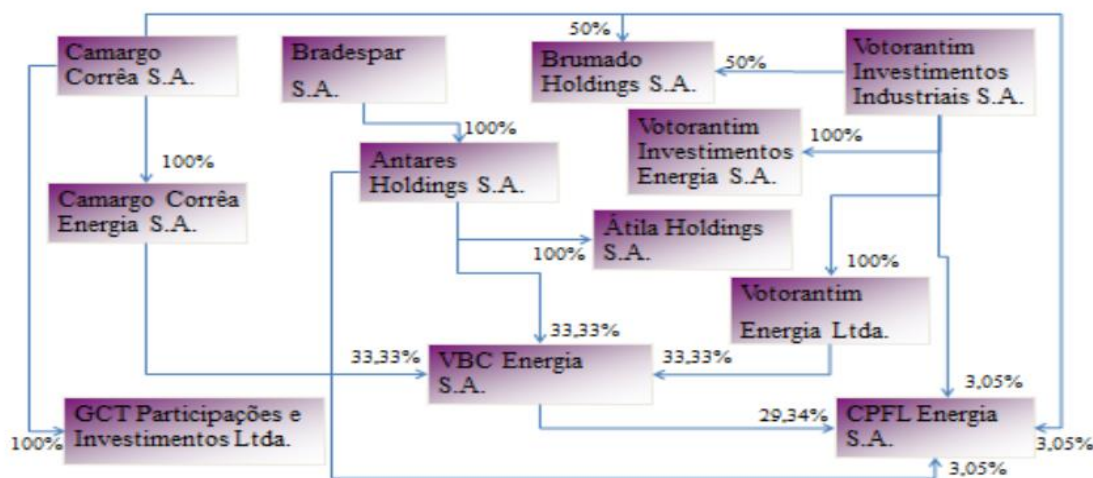 50%
Camargo
Corrêa S.A.
Bradespar
S.A.
Brumado
Holdings S.A.
50%
Votorantim
Investimentos
Industriais S.A.
100%
Votorantim
Investimentos
Energia S.A.
100%
100%
Antares
Holdings S.A.
Camargo Corrêa
Energia S.A.
Átila Holdings
S.A.
100%
100%
Votorantim
Energia Ltda.
33,33%
33,33%
VBC Energia
S.A.
33,33%
3,05%
GCT Participações e
Investimentos Ltda.
100%
29,34%
CPFL Energia
S.A.
3,05%
3,05%